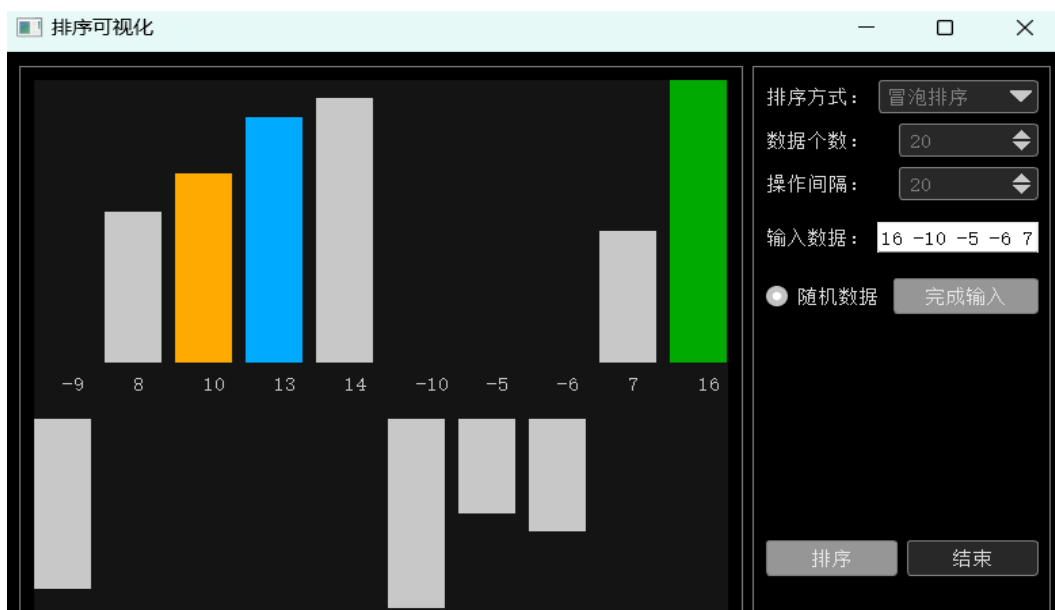 排序可视化
-9 8 10 13 14 -10 -5 -6 7 16
排序方式: 冒泡排序
数据个数: 20
操作间隔: 20
输入数据: 16 -10 -5 -6 7
随机数据 完成输入
排序 结束